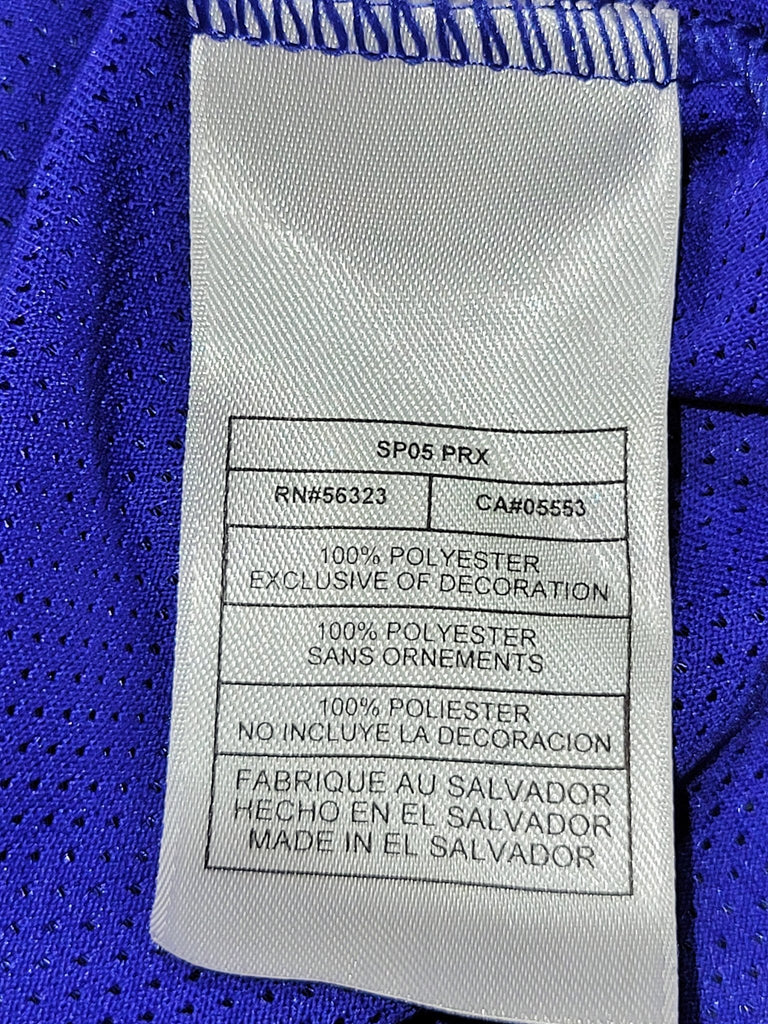 SP05 PRX
RN#56323 CA#05553
100% POLYESTER
EXCLUSIVE OF DECORATION
100% POLYESTER
SANS ORNEMENTS
100% POLIESTER
NO INCLUYE LA DECORACION
FABRIQUE AU SALVADOR
HECHO EN EL SALVADOR
MADE IN EL SALVADOR